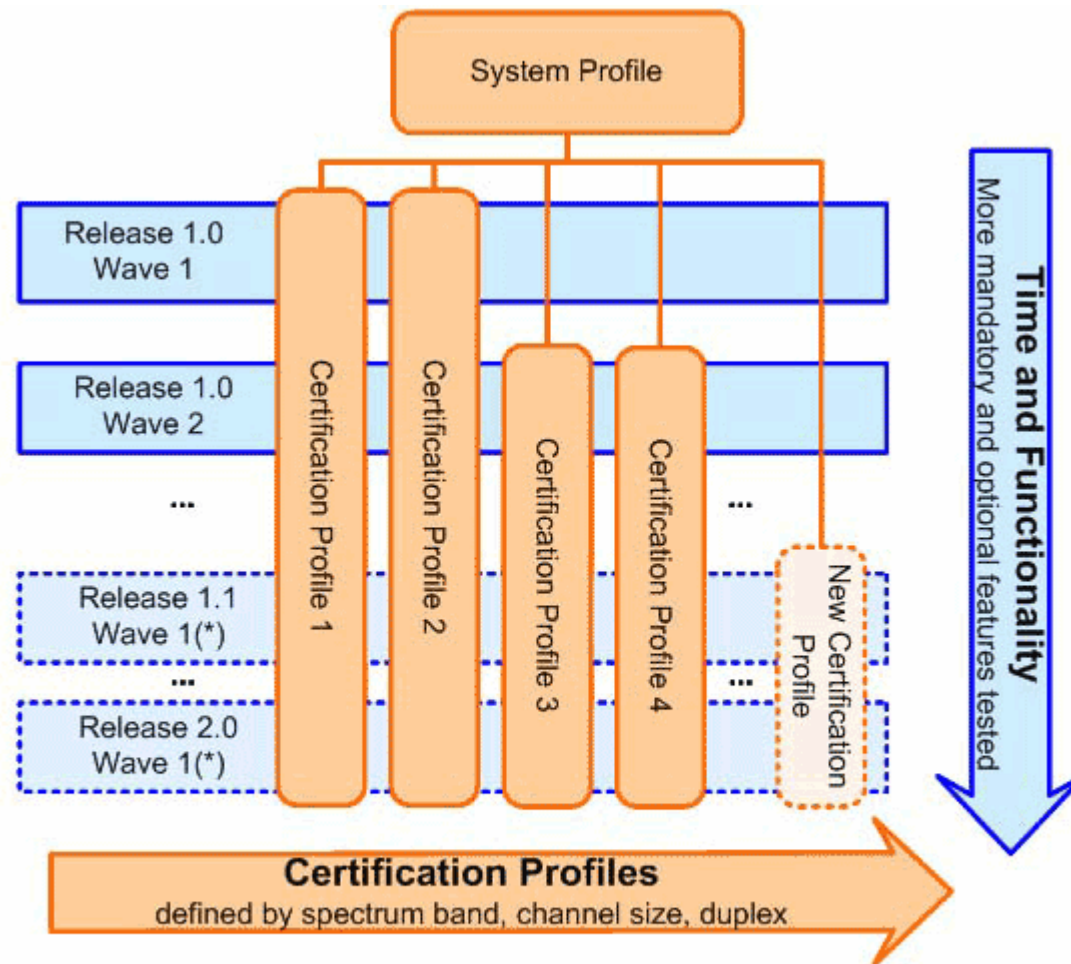 System Profile
Release 1.0
Wave 1
Release 1.0
Wave 2
...
...
Release 1.1
Wave 1(*)
...
...
Release 2.0
Wave 1(*)
Certification Profile 1
Certification Profile 2
Certification Profile 3
Certification Profile 4
New Certification
Profile
Time and Functionality
More mandatory and optional features tested
Certification Profiles
defined by spectrum band, channel size, duplex